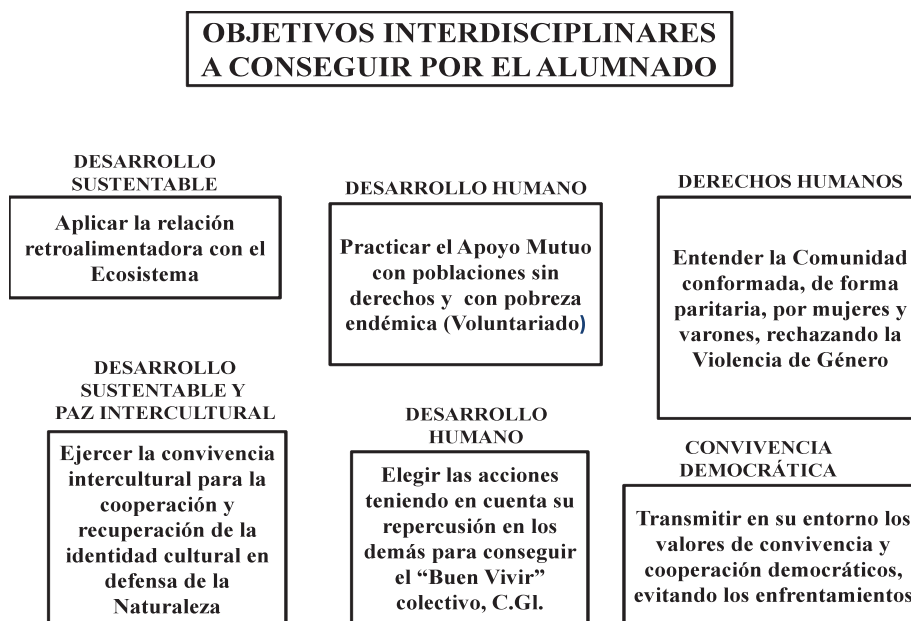 OBJETIVOS INTERDISCIPLINARES
A CONSEGUIR POR EL ALUMNADO
DESARROLLO
SUSTENTABLE
Aplicar la relación
retroalimentadora con el
Ecosistema
DESARROLLO HUMANO
Practicar el Apoyo Mutuo
con poblaciones sin
derechos y con pobreza
endémica (Voluntariado)
DERECHOS HUMANOS
Entender la Comunidad
conformada, de forma
paritaria, por mujeres y
varones, rechazando la
Violencia de Género
DESARROLLO
SUSTENTABLE Y
PAZ INTERCULTURAL
Ejercer la convivencia
intercultural para la
cooperación y
recuperación de la
identidad cultural en
defensa de la
Naturaleza
DESARROLLO
HUMANO
Elegir las acciones
teniendo en cuenta su
repercusión en los
demás para conseguir
el “Buen Vivir”
colectivo, C.Gl.
CONVIVENCIA
DEMOCRÁTICA
Transmitir en su entorno los
valores de convivencia y
cooperación democráticos,
evitando los enfrentamientos